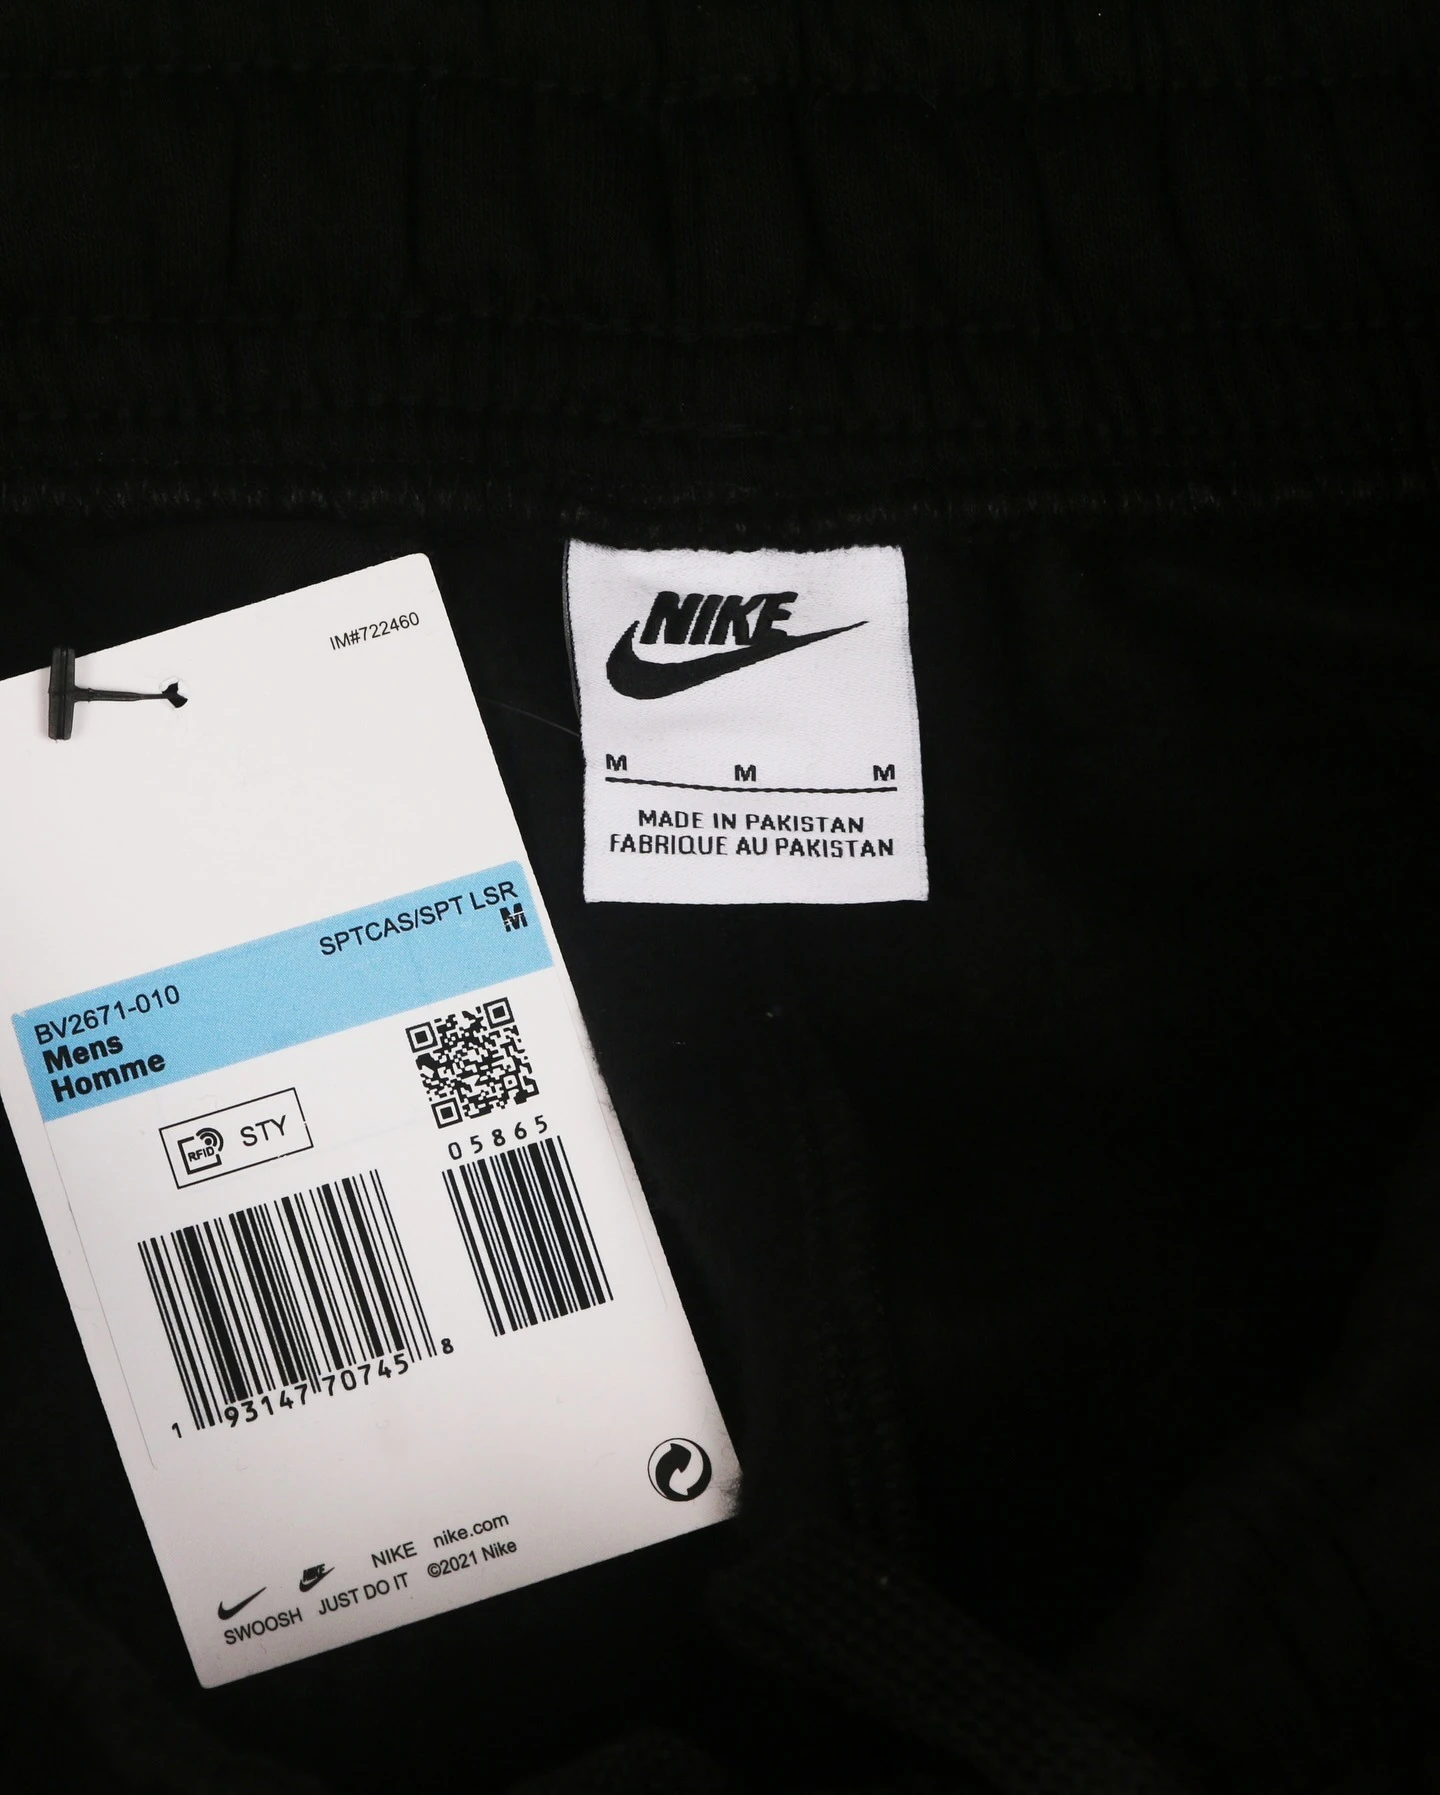 IM#722460
SPTCAS/SPT LSR
M
BV2671-010
Mens
Homme
RFID STY
05865
1 93147 70745 8
NIKE nike.com
SWOOSH JUST DO IT ©2021 Nike
NIKE
M M M
MADE IN PAKISTAN
FABRIQUE AU PAKISTAN